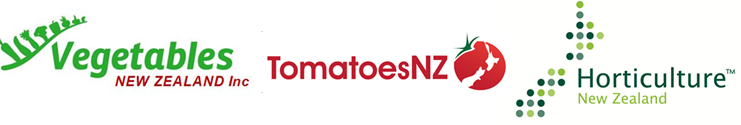 Vegetables
NEW ZEALAND Inc
TomatoesNZ
Horticulture™
New Zealand